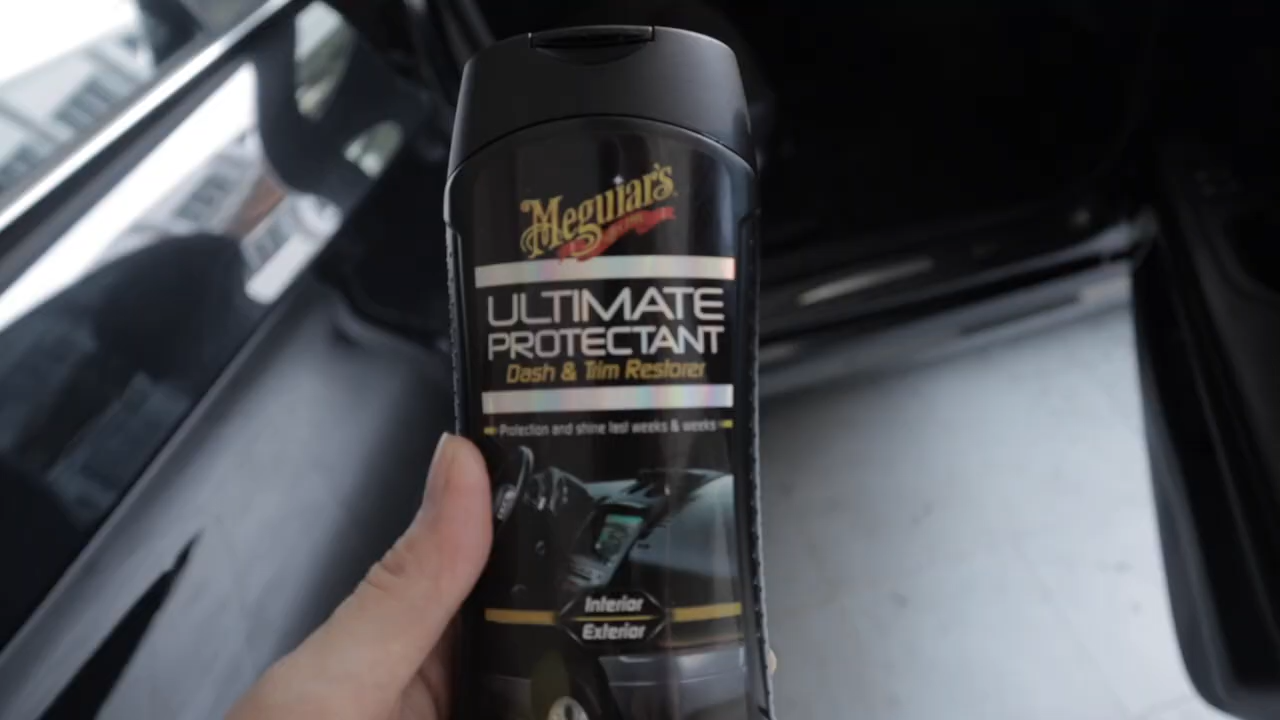 Meguiar's
ULTIMATE
PROTECTANT
Dash & Trim Restorer
Protection and shine last weeks & weeks
Interior
Exterior